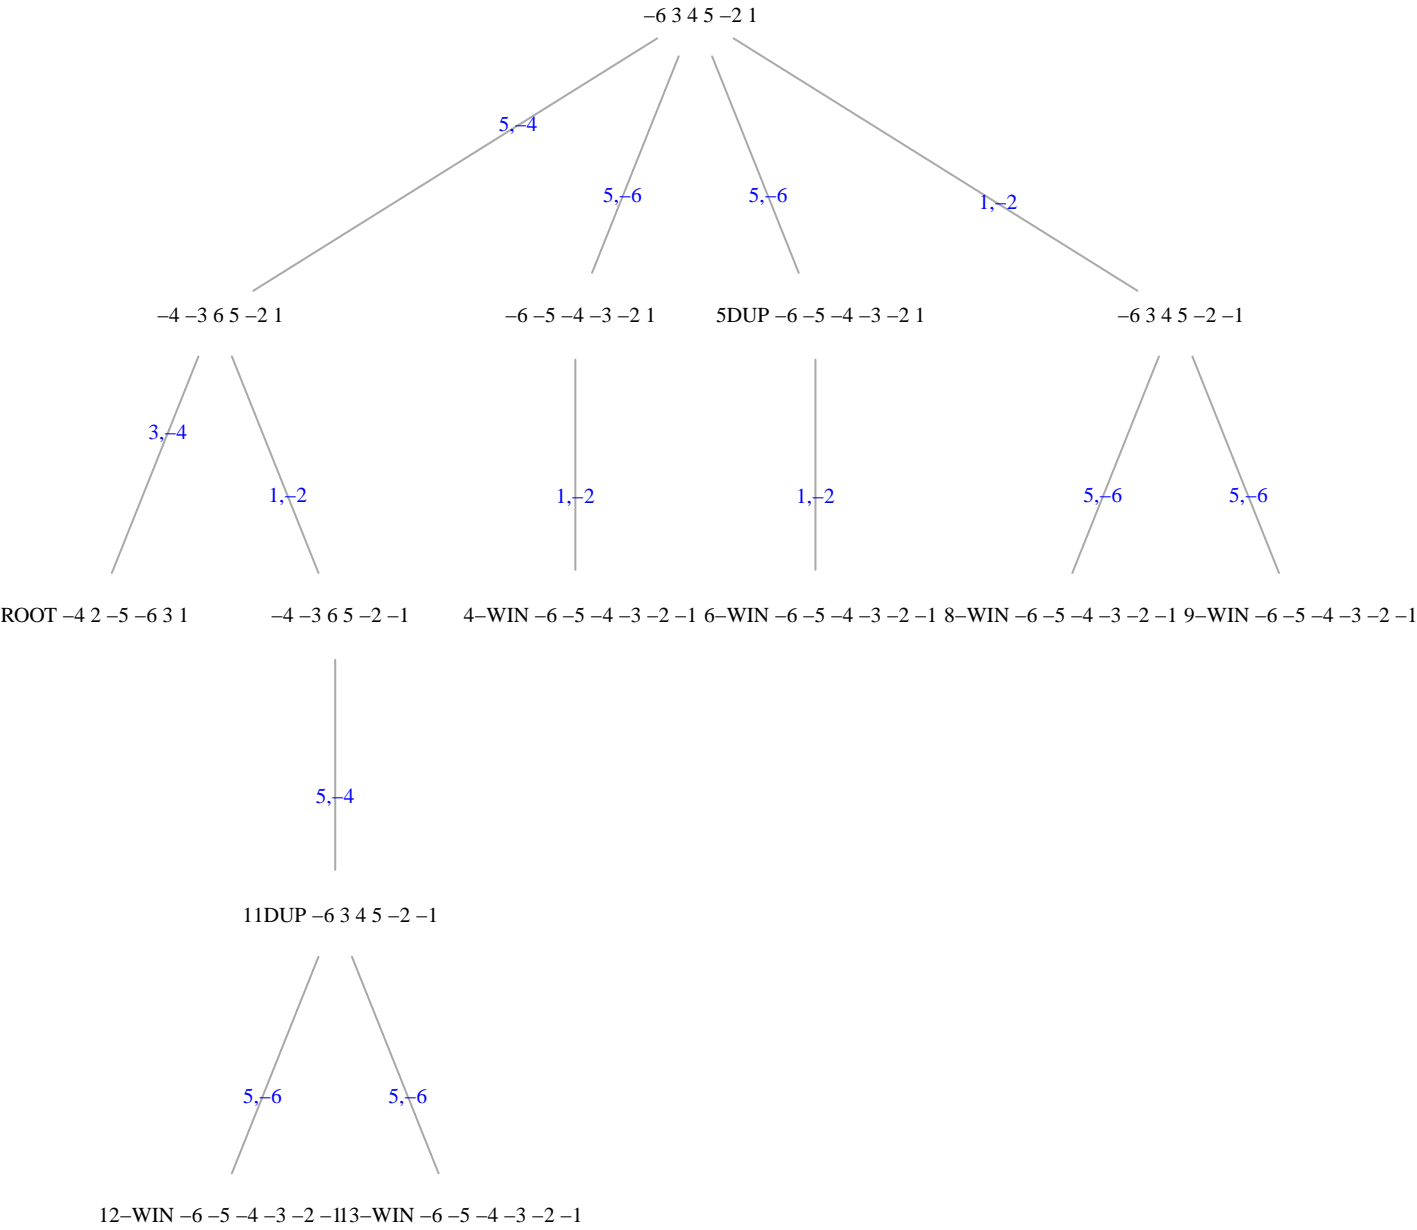 –6 3 4 5 –2 1
5,–4
5,–6
5,–6
1,–2
–4 –3 6 5 –2 1
–6 –5 –4 –3 –2 1
5DUP –6 –5 –4 –3 –2 1
–6 3 4 5 –2 –1
3,–4
1,–2
1,–2
1,–2
5,–6
5,–6
ROOT –4 2 –5 –6 3 1
–4 –3 6 5 –2 –1
4–WIN –6 –5 –4 –3 –2 –1
6–WIN –6 –5 –4 –3 –2 –1
8–WIN –6 –5 –4 –3 –2 –1
9–WIN –6 –5 –4 –3 –2 –1
5,–4
11DUP –6 3 4 5 –2 –1
5,–6
5,–6
12–WIN –6 –5 –4 –3 –2 –1
13–WIN –6 –5 –4 –3 –2 –1